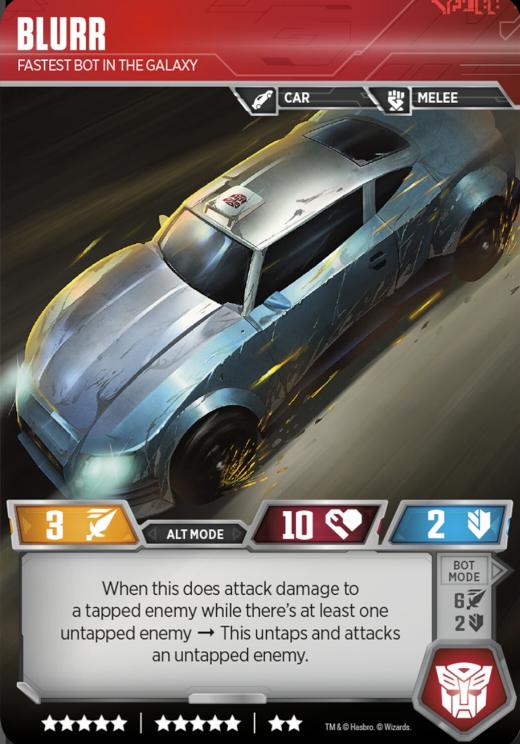 BLURR
FASTEST BOT IN THE GALAXY
CAR MELEE
3 ALT MODE 10 2
When this does attack damage to
a tapped enemy while there's at least one
untapped enemy → This untaps and attacks
an untapped enemy.
BOT
MODE
6
2
TM & © Hasbro. © Wizards.